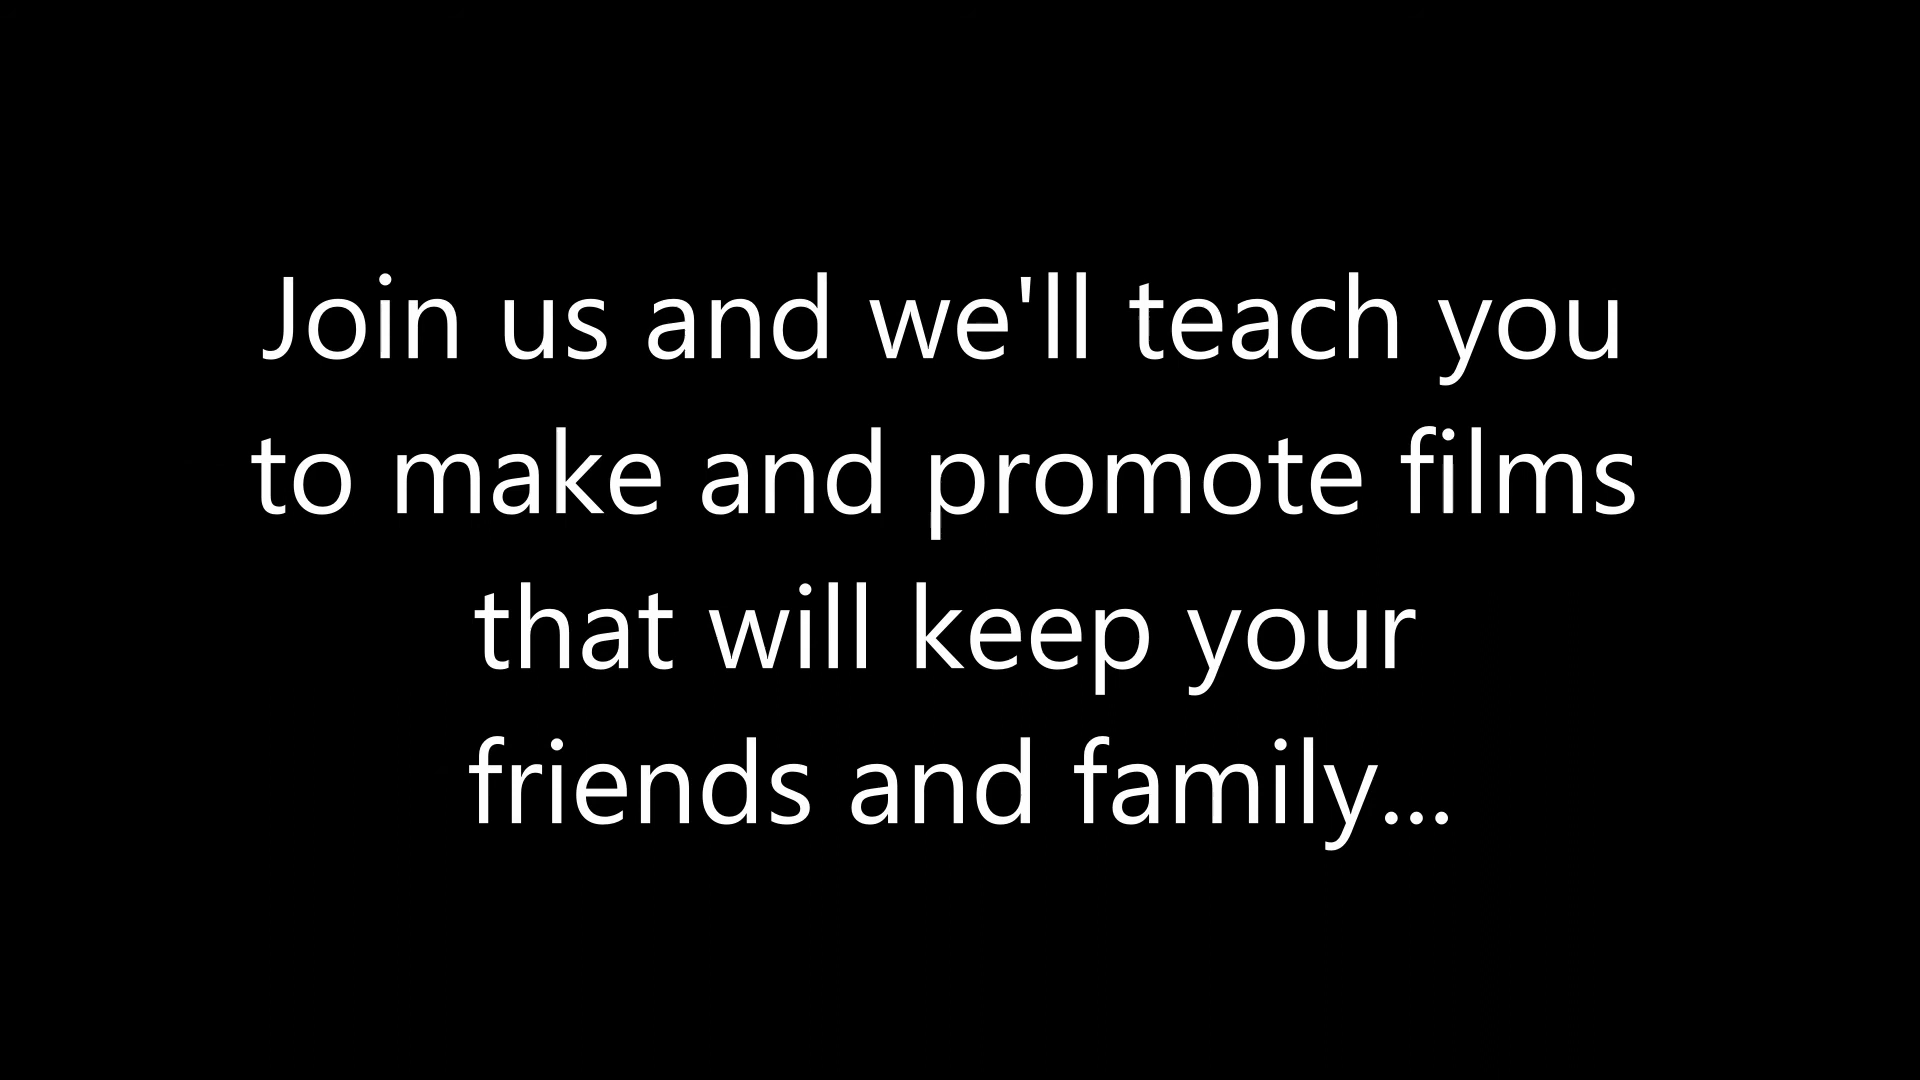 Join us and we'll teach you
to make and promote films
that will keep your
friends and family...